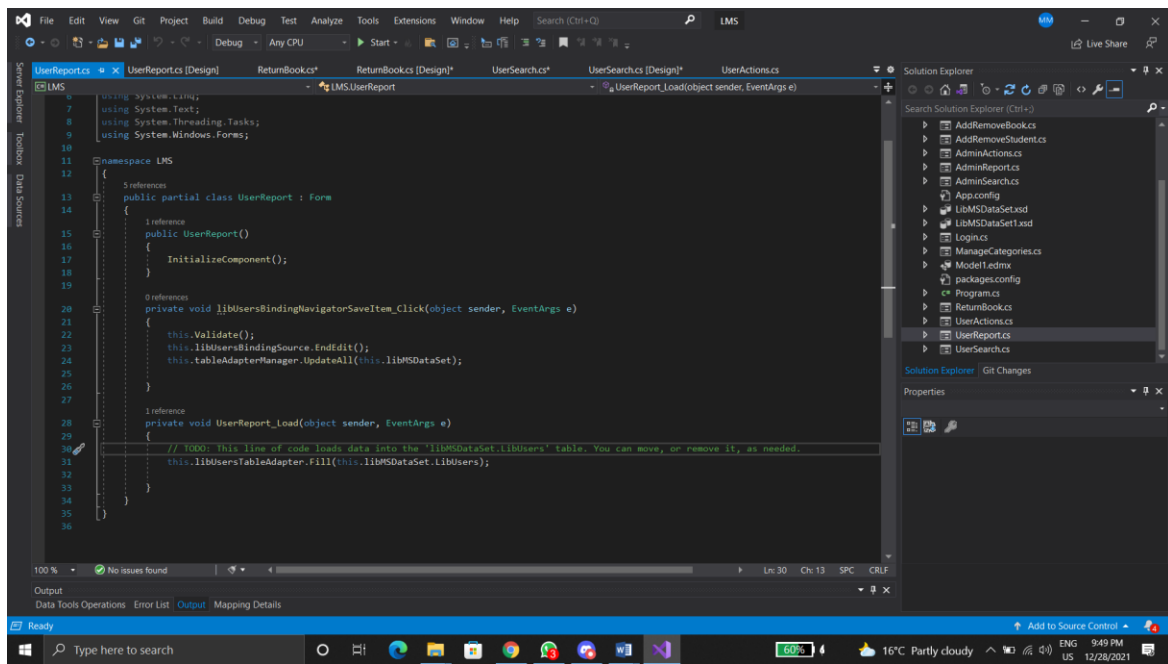 File Edit View Git Project Build Debug Test Analyze Tools Extensions Window Help Search (Ctrl+Q) LMS MM
Debug Any CPU Start Live Share
Server Explorer
Toolbox
Data Sources
UserReport.cs UserReport.cs [Design] ReturnBook.cs* ReturnBook.cs [Design]* UserSearch.cs* UserSearch.cs [Design]* UserActions.cs
LMS LMS.UserReport UserReport_Load(object sender, EventArgs e)
6 using System.Linq;
7 using System.Text;
8 using System.Threading.Tasks;
9 using System.Windows.Forms;
10
11 namespace LMS
12 {
5 references
13 public partial class UserReport : Form
14 {
1 reference
15 public UserReport()
16 {
17 InitializeComponent();
18 }
19
0 references
20 private void libUsersBindingNavigatorSaveItem_Click(object sender, EventArgs e)
21 {
22 this.Validate();
23 this.libUsersBindingSource.EndEdit();
24 this.tableAdapterManager.UpdateAll(this.libMSDataSet);
25
26 }
27
1 reference
28 private void UserReport_Load(object sender, EventArgs e)
29 {
30 // TODO: This line of code loads data into the 'libMSDataSet.LibUsers' table. You can move, or remove it, as needed.
31 this.libUsersTableAdapter.Fill(this.libMSDataSet.LibUsers);
32
33 }
34 }
35 }
36
100 % No issues found Ln: 30 Ch: 13 SPC CRLF
Output
Data Tools Operations Error List Output Mapping Details
Solution Explorer
Search Solution Explorer (Ctrl+;)
AddRemoveBook.cs
AddRemoveStudent.cs
AdminActions.cs
AdminReport.cs
AdminSearch.cs
App.config
LibMSDataSet.xsd
LibMSDataSet1.xsd
Login.cs
ManageCategories.cs
Model1.edmx
packages.config
C# Program.cs
ReturnBook.cs
UserActions.cs
UserReport.cs
UserSearch.cs
Solution Explorer Git Changes
Properties
Ready Add to Source Control 4
Type here to search 60% 16°C Partly cloudy ENG 9:49 PM
US 12/28/2021